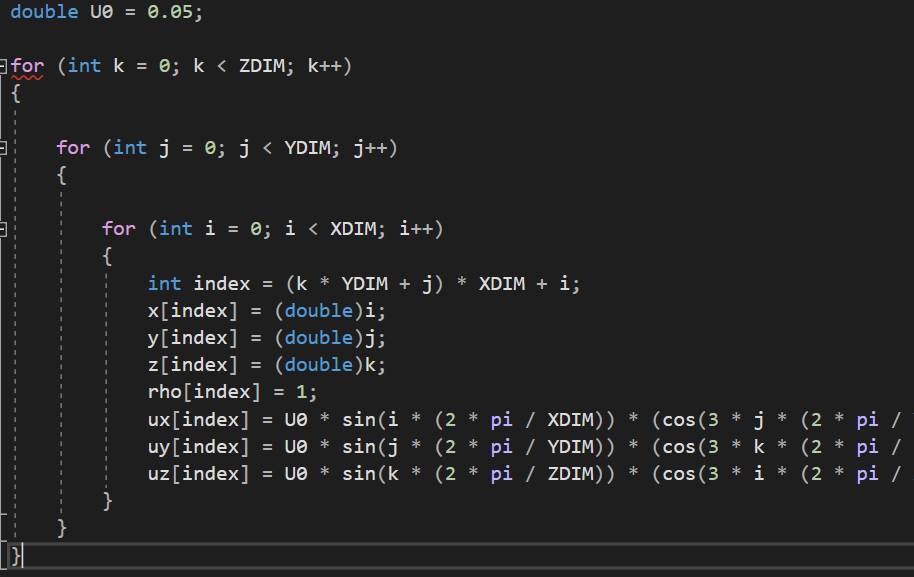 double U0 = 0.05;
for (int k = 0; k < ZDIM; k++)
{
for (int j = 0; j < YDIM; j++)
{
for (int i = 0; i < XDIM; i++)
{
int index = (k * YDIM + j) * XDIM + i;
x[index] = (double)i;
y[index] = (double)j;
z[index] = (double)k;
rho[index] = 1;
ux[index] = U0 * sin(i * (2 * pi / XDIM)) * (cos(3 * j * (2 * pi /
uy[index] = U0 * sin(j * (2 * pi / YDIM)) * (cos(3 * k * (2 * pi /
uz[index] = U0 * sin(k * (2 * pi / ZDIM)) * (cos(3 * i * (2 * pi /
}
}
}